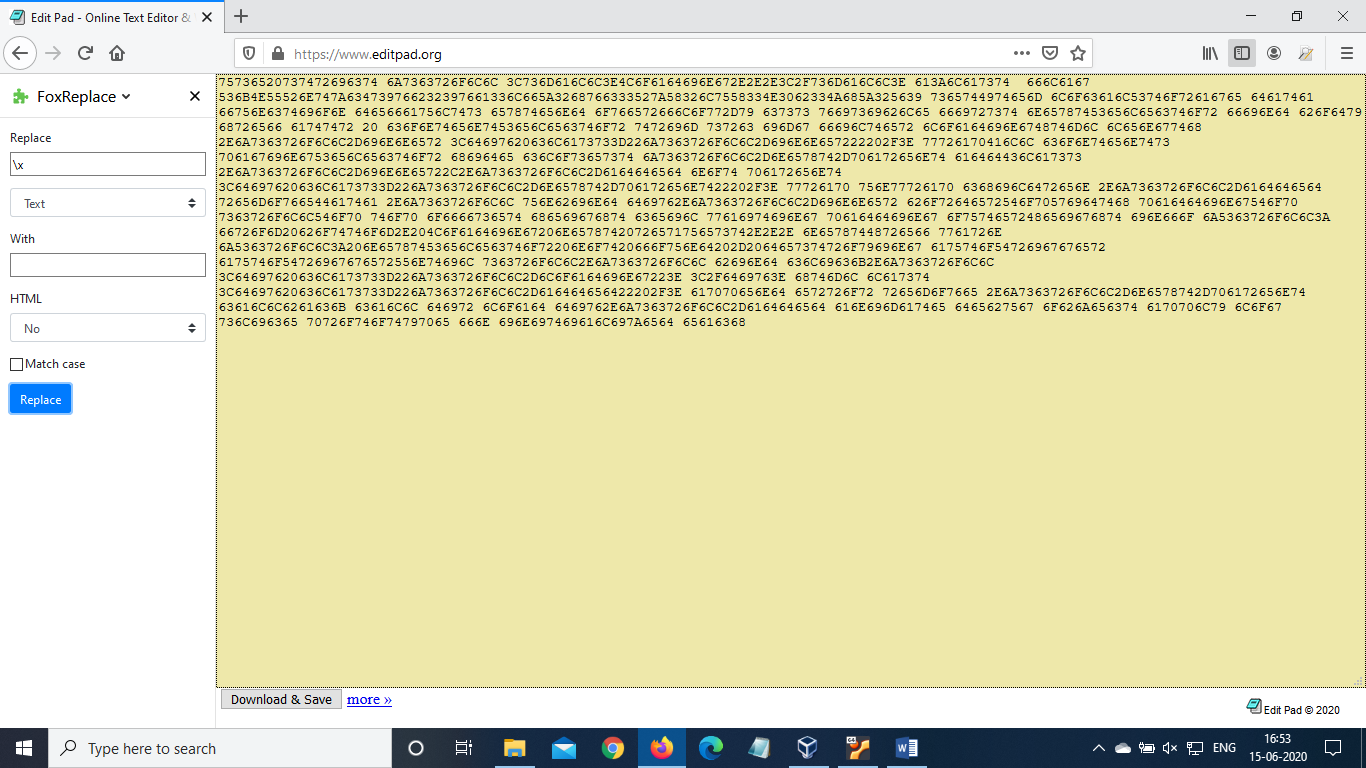 Edit Pad - Online Text Editor &
https://www.editpad.org
FoxReplace
Replace
\x
Text
With
HTML
No
Match case
Replace
75736520737472696374 6A7363726F6C6C 3C736D616C6C3E4C6F6164696E672E2E2E3C2F736D616C6C3E 613A6C617374 666C6167
536B4E55526E747A634739766232397661336C665A3268766333527A58326C7558334E3062334A685A325639 7365744974656D 6C6F63616C53746F72616765 64617461
66756E6374696F6E 64656661756C7473 657874656E64 6F766572666C6F772D79 637373 76697369626C65 6669727374 6E65787453656C6563746F72 66696E64 626F6479
68726566 61747472 20 636F6E74656E7453656C6563746F72 7472696D 737263 696D67 66696C746572 6C6F6164696E6748746D6C 6C656E677468
2E6A7363726F6C6C2D696E6E6572 3C64697620636C6173733D226A7363726F6C6C2D696E6E657222202F3E 77726170416C6C 636F6E74656E7473
706167696E6753656C6563746F72 68696465 636C6F73657374 6A7363726F6C6C2D6E6578742D706172656E74 616464436C617373
2E6A7363726F6C6C2D696E6E65722C2E6A7363726F6C6C2D6164646564 6E6F74 706172656E74
3C64697620636C6173733D226A7363726F6C6C2D6E6578742D706172656E7422202F3E 77726170 756E77726170 6368696C6472656E 2E6A7363726F6C6C2D6164646564
72656D6F766544617461 2E6A7363726F6C6C 756E62696E64 6469762E6A7363726F6C6C2D696E6E6572 626F72646572546F705769647468 70616464696E67546F70
7363726F6C6C546F70 746F70 6F6666736574 686569676874 6365696C 77616974696E67 70616464696E67 6F75746572486569676874 696E666F 6A5363726F6C6C3A
66726F6D20626F74746F6D2E204C6F6164696E67206E6578742072657175573742E2E2E 6E65787448726566 7761726E
6A5363726F6C6C3A206E65787453656C6563746F72206E6F7420666F756E64202D2064657374726F79696E67 6175746F54726967676572
6175746F5472696767657256E74696C 7363726F6C6C2E6A7363726F6C6C 62696E64 636C69636B2E6A7363726F6C6C
3C64697620636C6173733D226A7363726F6C6C2D6C6F6164696E67223E 3C2F6469763E 68746D6C 6C617374
3C64697620636C6173733D226A7363726F6C6C2D616464656422202F3E 617070656E64 6572726F72 72656D6F7665 2E6A7363726F6C6C2D6E6578742D706172656E74
63616C6C6261636B 63616C6C 646972 6C6F6164 6469762E6A7363726F6C6C2D6164646564 616E696D617465 6465627567 6F626A656374 6170706C79 6C6F67
736C696365 70726F746F74797065 666E 696E697469616C697A6564 65616368
Download & Save more »
Edit Pad © 2020
Type here to search
ENG
16:53
15-06-2020